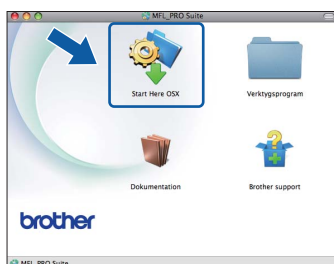 MFL_PRO Suite
Start Here OSX
Verktygsprogram
Dokumentation
Brother support
brother
MFL_PRO Suite